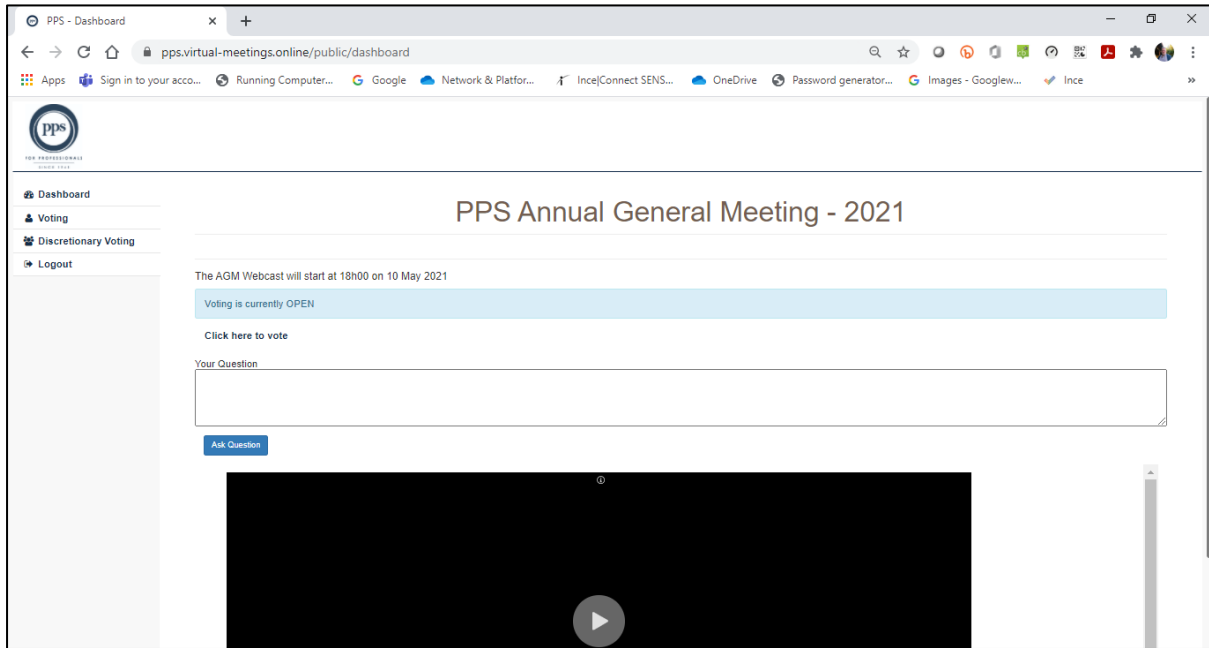 PPS - Dashboard
pps.virtual-meetings.online/public/dashboard
Apps Sign in to your acco... Running Computer... Google Network & Platfor... Ince|Connect SENS... OneDrive Password generator... Images - Googlew... Ince »
pps
FOR PROFESSIONALS
Dashboard
Voting
Discretionary Voting
Logout
PPS Annual General Meeting - 2021
The AGM Webcast will start at 18h00 on 10 May 2021
Voting is currently OPEN
Click here to vote
Your Question
Ask Question